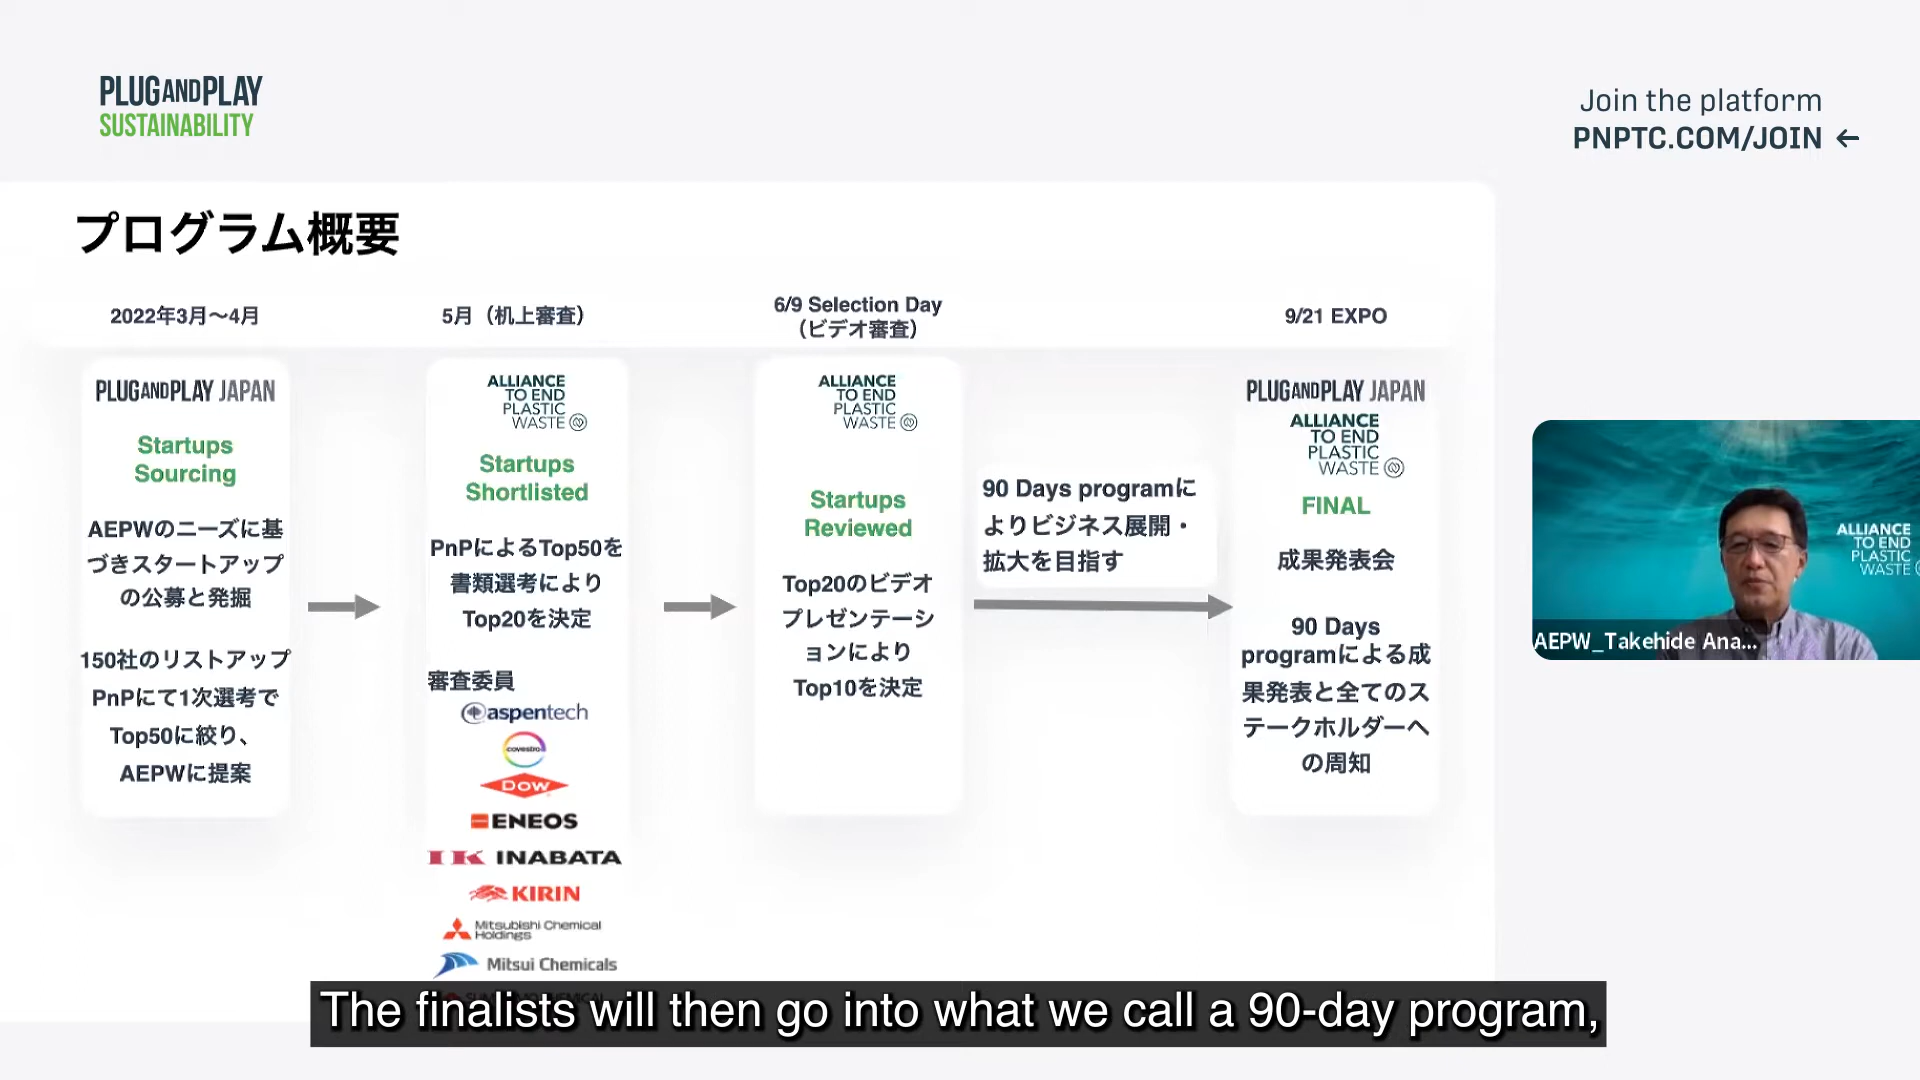 PLUGANDPLAY
SUSTAINABILITY
Join the platform
PNPTC.COM/JOIN ←
プログラム概要
2022年3月～4月
PLUGANDPLAY JAPAN
Startups
Sourcing
AEPWのニーズに基
づきスタートアップ
の公募と発掘
150社のリストアップ
PnPにて1次選考で
Top50に絞り、
AEPWに提案
5月（机上審査）
ALLIANCE
TO END
PLASTIC
WASTE
Startups
Shortlisted
PnPによるTop50を
書類選考により
Top20を決定
審査委員
aspentech
covestro
DOW
ENEOS
IK INABATA
KIRIN
Mitsubishi Chemical
Holdings
Mitsui Chemicals
6/9 Selection Day
（ビデオ審査）
ALLIANCE
TO END
PLASTIC
WASTE
Startups
Reviewed
Top20のビデオ
プレゼンテーシ
ョンにより
Top10を決定
90 Days programに
よりビジネス展開・
拡大を目指す
9/21 EXPO
PLUGANDPLAY JAPAN
ALLIANCE
TO END
PLASTIC
WASTE
FINAL
成果発表会
90 Days
programによる成
果発表と全てのス
テークホルダーへ
の周知
ALLIANCE
TO END
PLASTIC
WASTE
AEPW_Takehide Ana...
The finalists will then go into what we call a 90-day program,